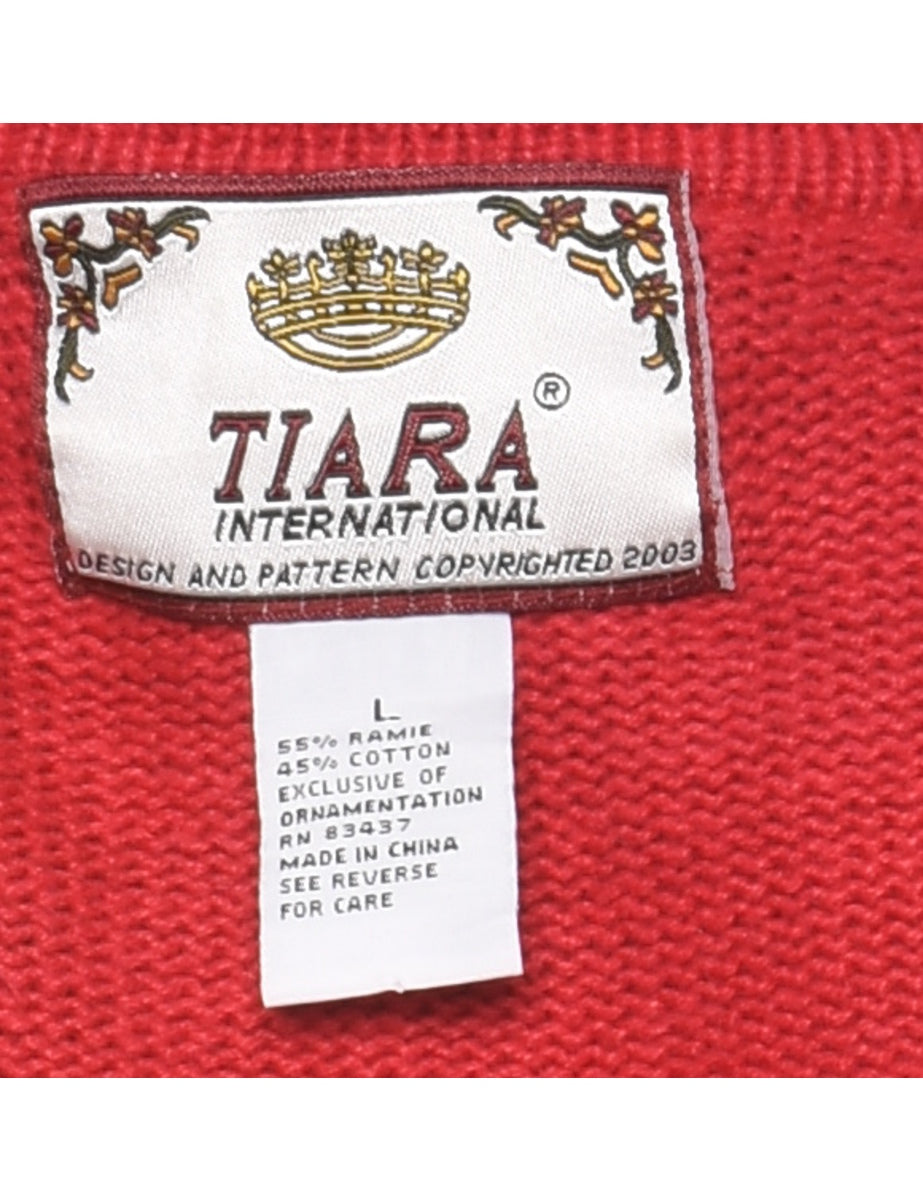 TIARA®
INTERNATIONAL
DESIGN AND PATTERN COPYRIGHTED 2003
L
55% RAMIE
45% COTTON
EXCLUSIVE OF
ORNAMENTATION
RN 83437
MADE IN CHINA
SEE REVERSE
FOR CARE